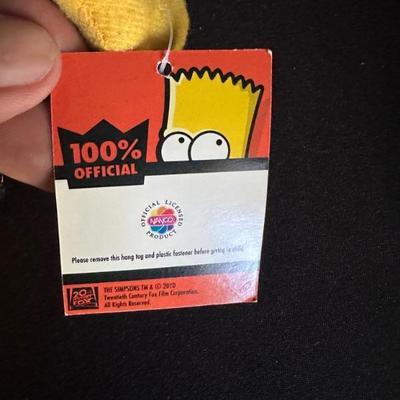 100%
OFFICIAL
OFFICIAL LICENSED
NANCO
PRODUCT
Please remove this hang tag and plastic fastener before giving to child.
THE SIMPSONS TM & © 2010
Twentieth Century Fox Film Corporation.
All Rights Reserved.
20
FOX